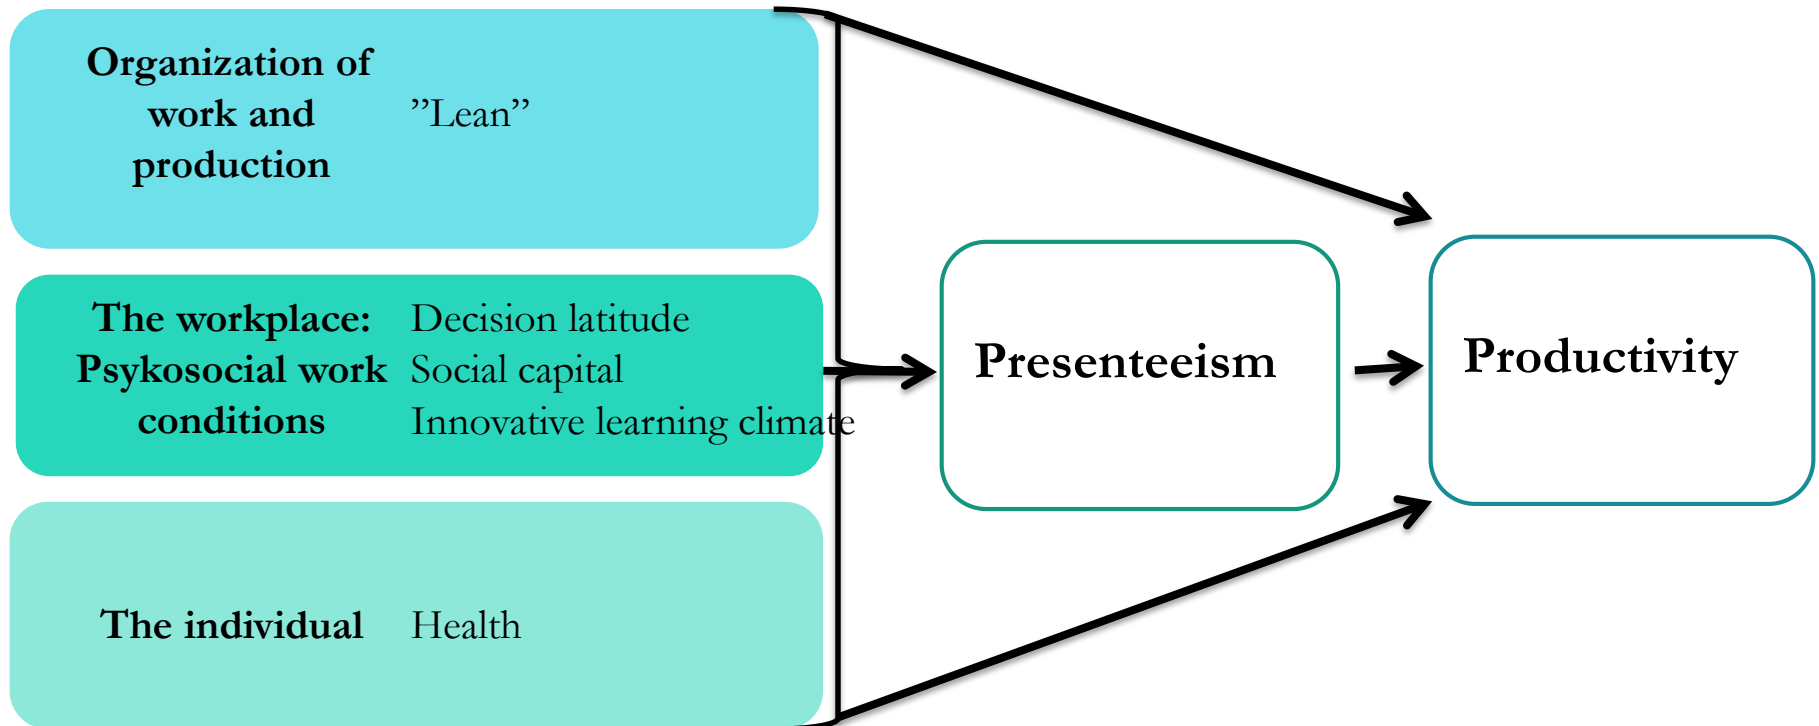 Organization of
work and
production
”Lean”
The workplace:
Psykosocial work
conditions
Decision latitude
Social capital
Innovative learning climate
The individual
Health
Presenteeism
Productivity